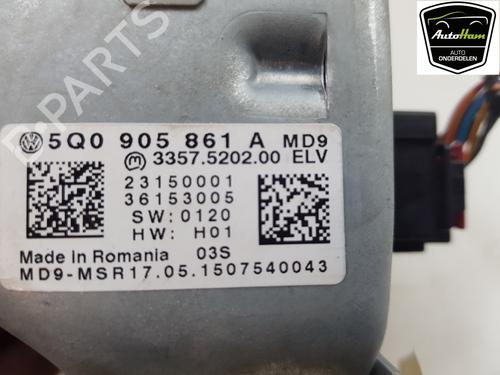 AutoHam
AUTO
ONDERDELEN
B-PARTS
5Q0 905 861 A MD9
3357.5202.00 ELV
23150001
36153005
SW: 0120
HW: H01
Made in Romania 03S
MD9-MSR17.05.1507540043